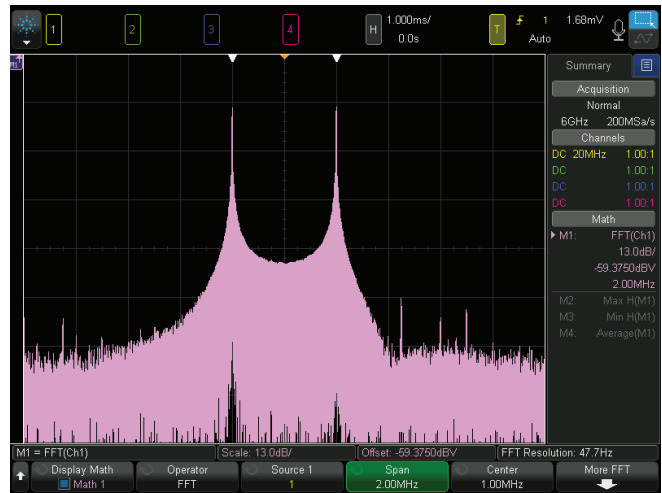 1 2 3 4 H 1.000ms/ 0.0s T 1 1.68mV Auto
M1
Summary
Acquisition
Normal
6GHz 200MSa/s
Channels
DC 20MHz 1.00:1
DC 1.00:1
DC 1.00:1
DC 1.00:1
Math
M1: FFT(Ch1)
13.0dB/
-59.3750dBV
2.00MHz
M2: Max H(M1)
M3: Min H(M1)
M4: Average(M1)
M1 = FFT(Ch1) Scale: 13.0dB/ Offset: -59.3750dBV FFT Resolution: 47.7Hz
Display Math Operator Source 1 Span Center More FFT
Math 1 FFT 1 2.00MHz 1.00MHz